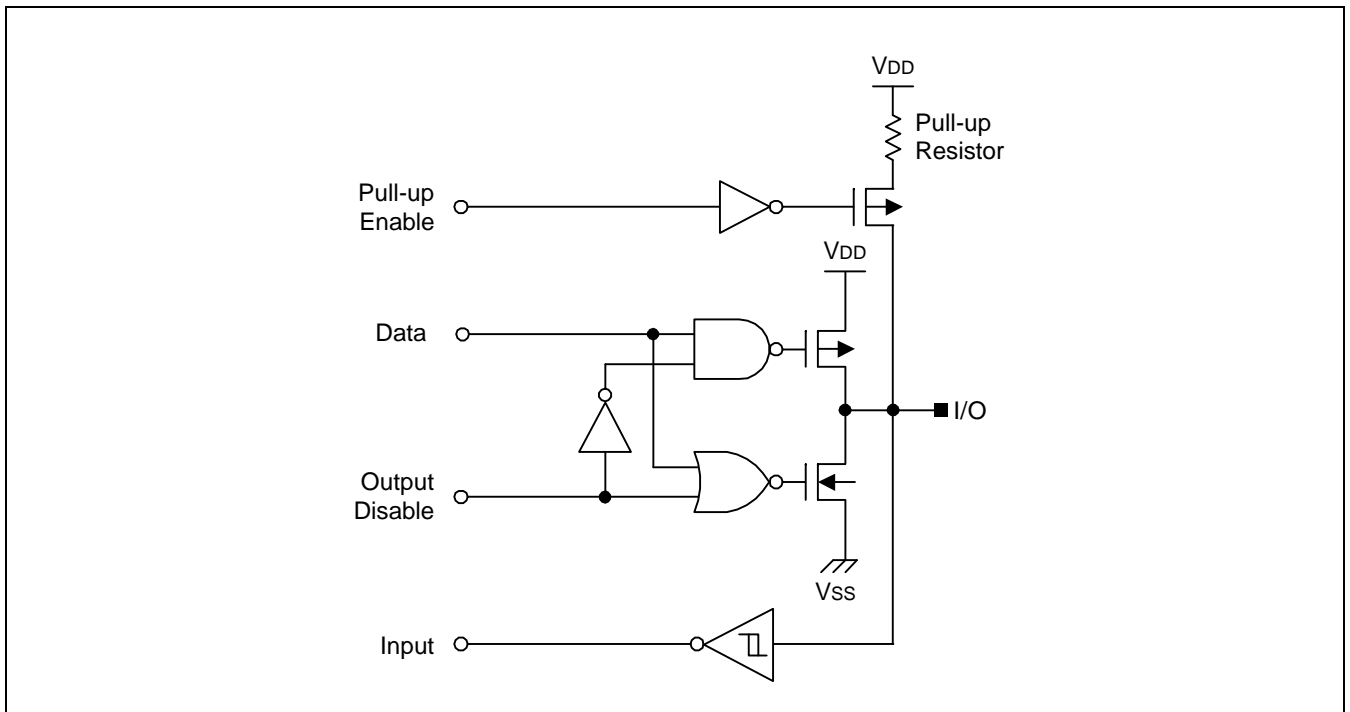 VDD
Pull-up
Resistor
Pull-up
Enable
VDD
Data
I/O
Output
Disable
VSS
Input